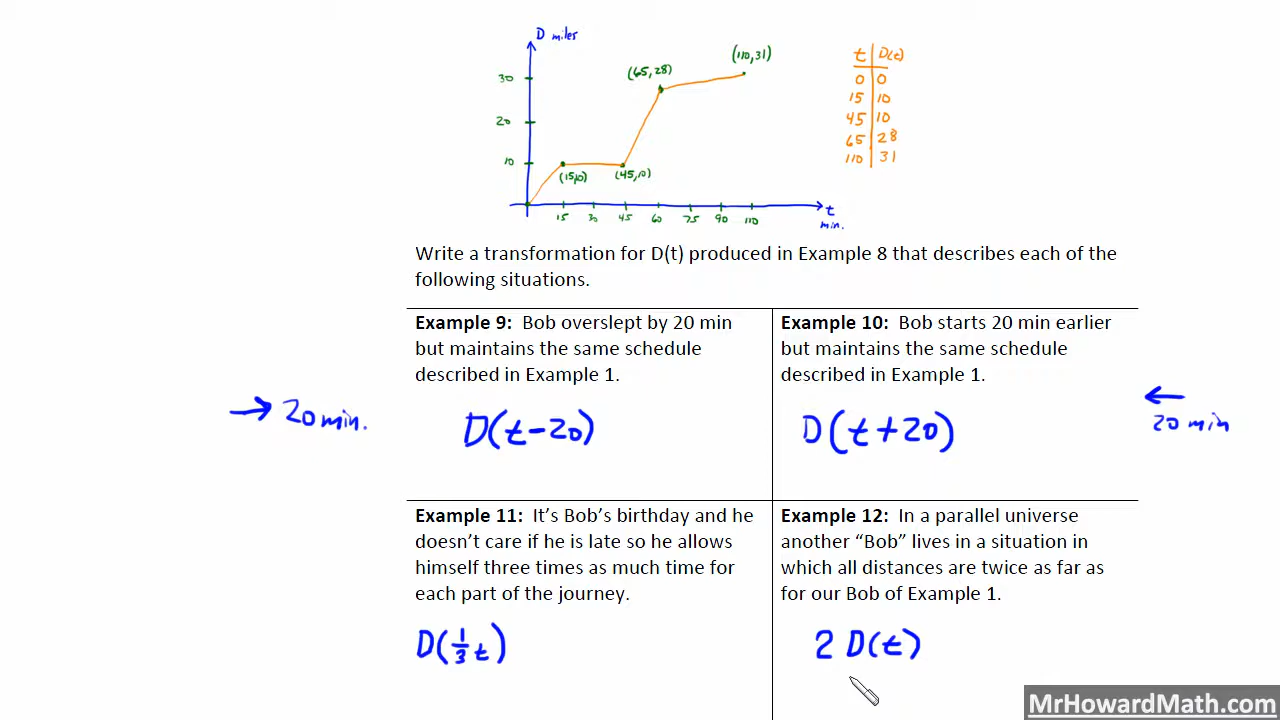 D miles
(110,31)
(65,28)
30
20
10
(15,10)
(45,10)
15 30 45 60 75 90 110
t
min.
t D(t)
0 0
15 10
45 10
65 28
110 31
Write a transformation for D(t) produced in Example 8 that describes each of the
following situations.
Example 9: Bob overslept by 20 min
but maintains the same schedule
described in Example 1.
→ 20 min.
D(t-20)
Example 10: Bob starts 20 min earlier
but maintains the same schedule
described in Example 1.
D(t+20)
←
20 min
Example 11: It’s Bob’s birthday and he
doesn’t care if he is late so he allows
himself three times as much time for
each part of the journey.
D(1/3 t)
Example 12: In a parallel universe
another “Bob” lives in a situation in
which all distances are twice as far as
for our Bob of Example 1.
2 D(t)
MrHowardMath.com